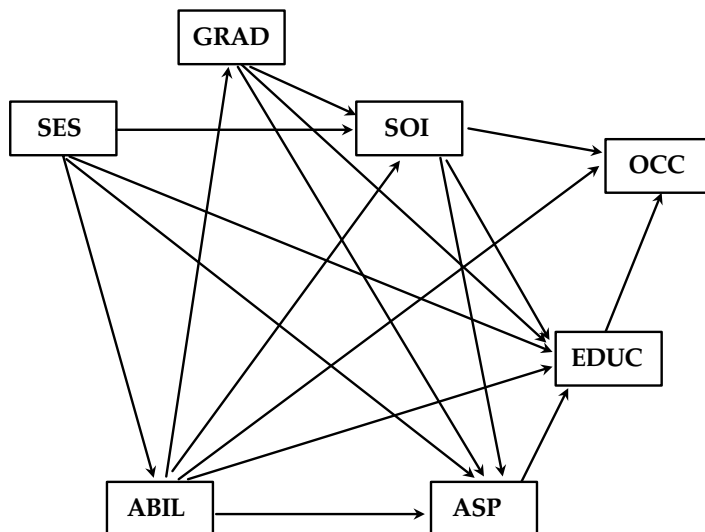 GRAD
SES
SOI
OCC
EDUC
ABIL
ASP